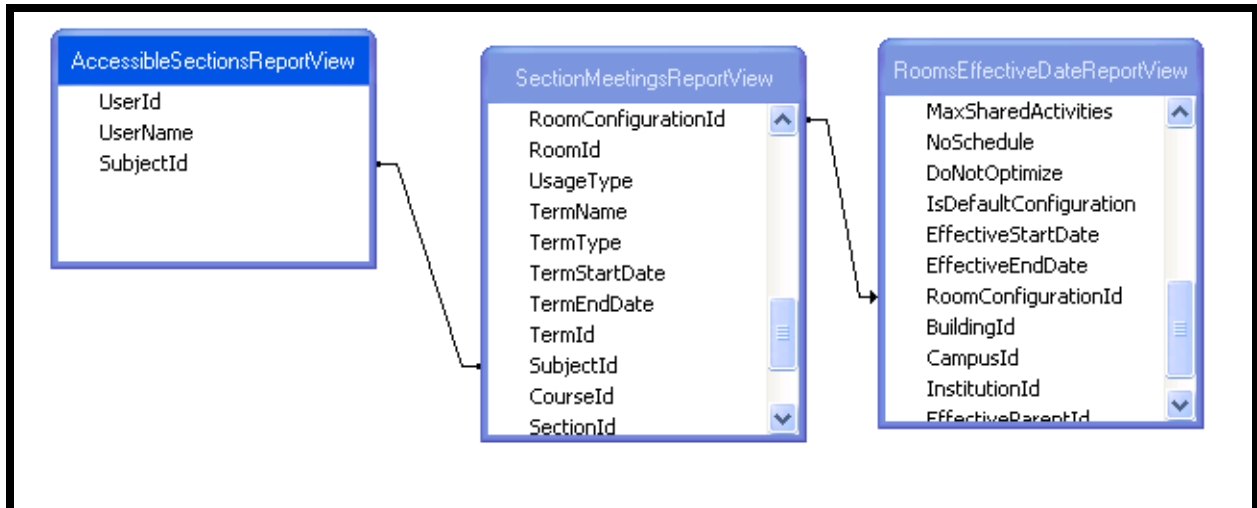 AccessibleSectionsReportView
UserId
UserName
SubjectId
SectionMeetingsReportView
RoomConfigurationId
RoomId
UsageType
TermName
TermType
TermStartDate
TermEndDate
TermId
SubjectId
CourseId
SectionId
RoomsEffectiveDateReportView
MaxSharedActivities
NoSchedule
DoNotOptimize
IsDefaultConfiguration
EffectiveStartDate
EffectiveEndDate
RoomConfigurationId
BuildingId
CampusId
InstitutionId
EffectiveParentId